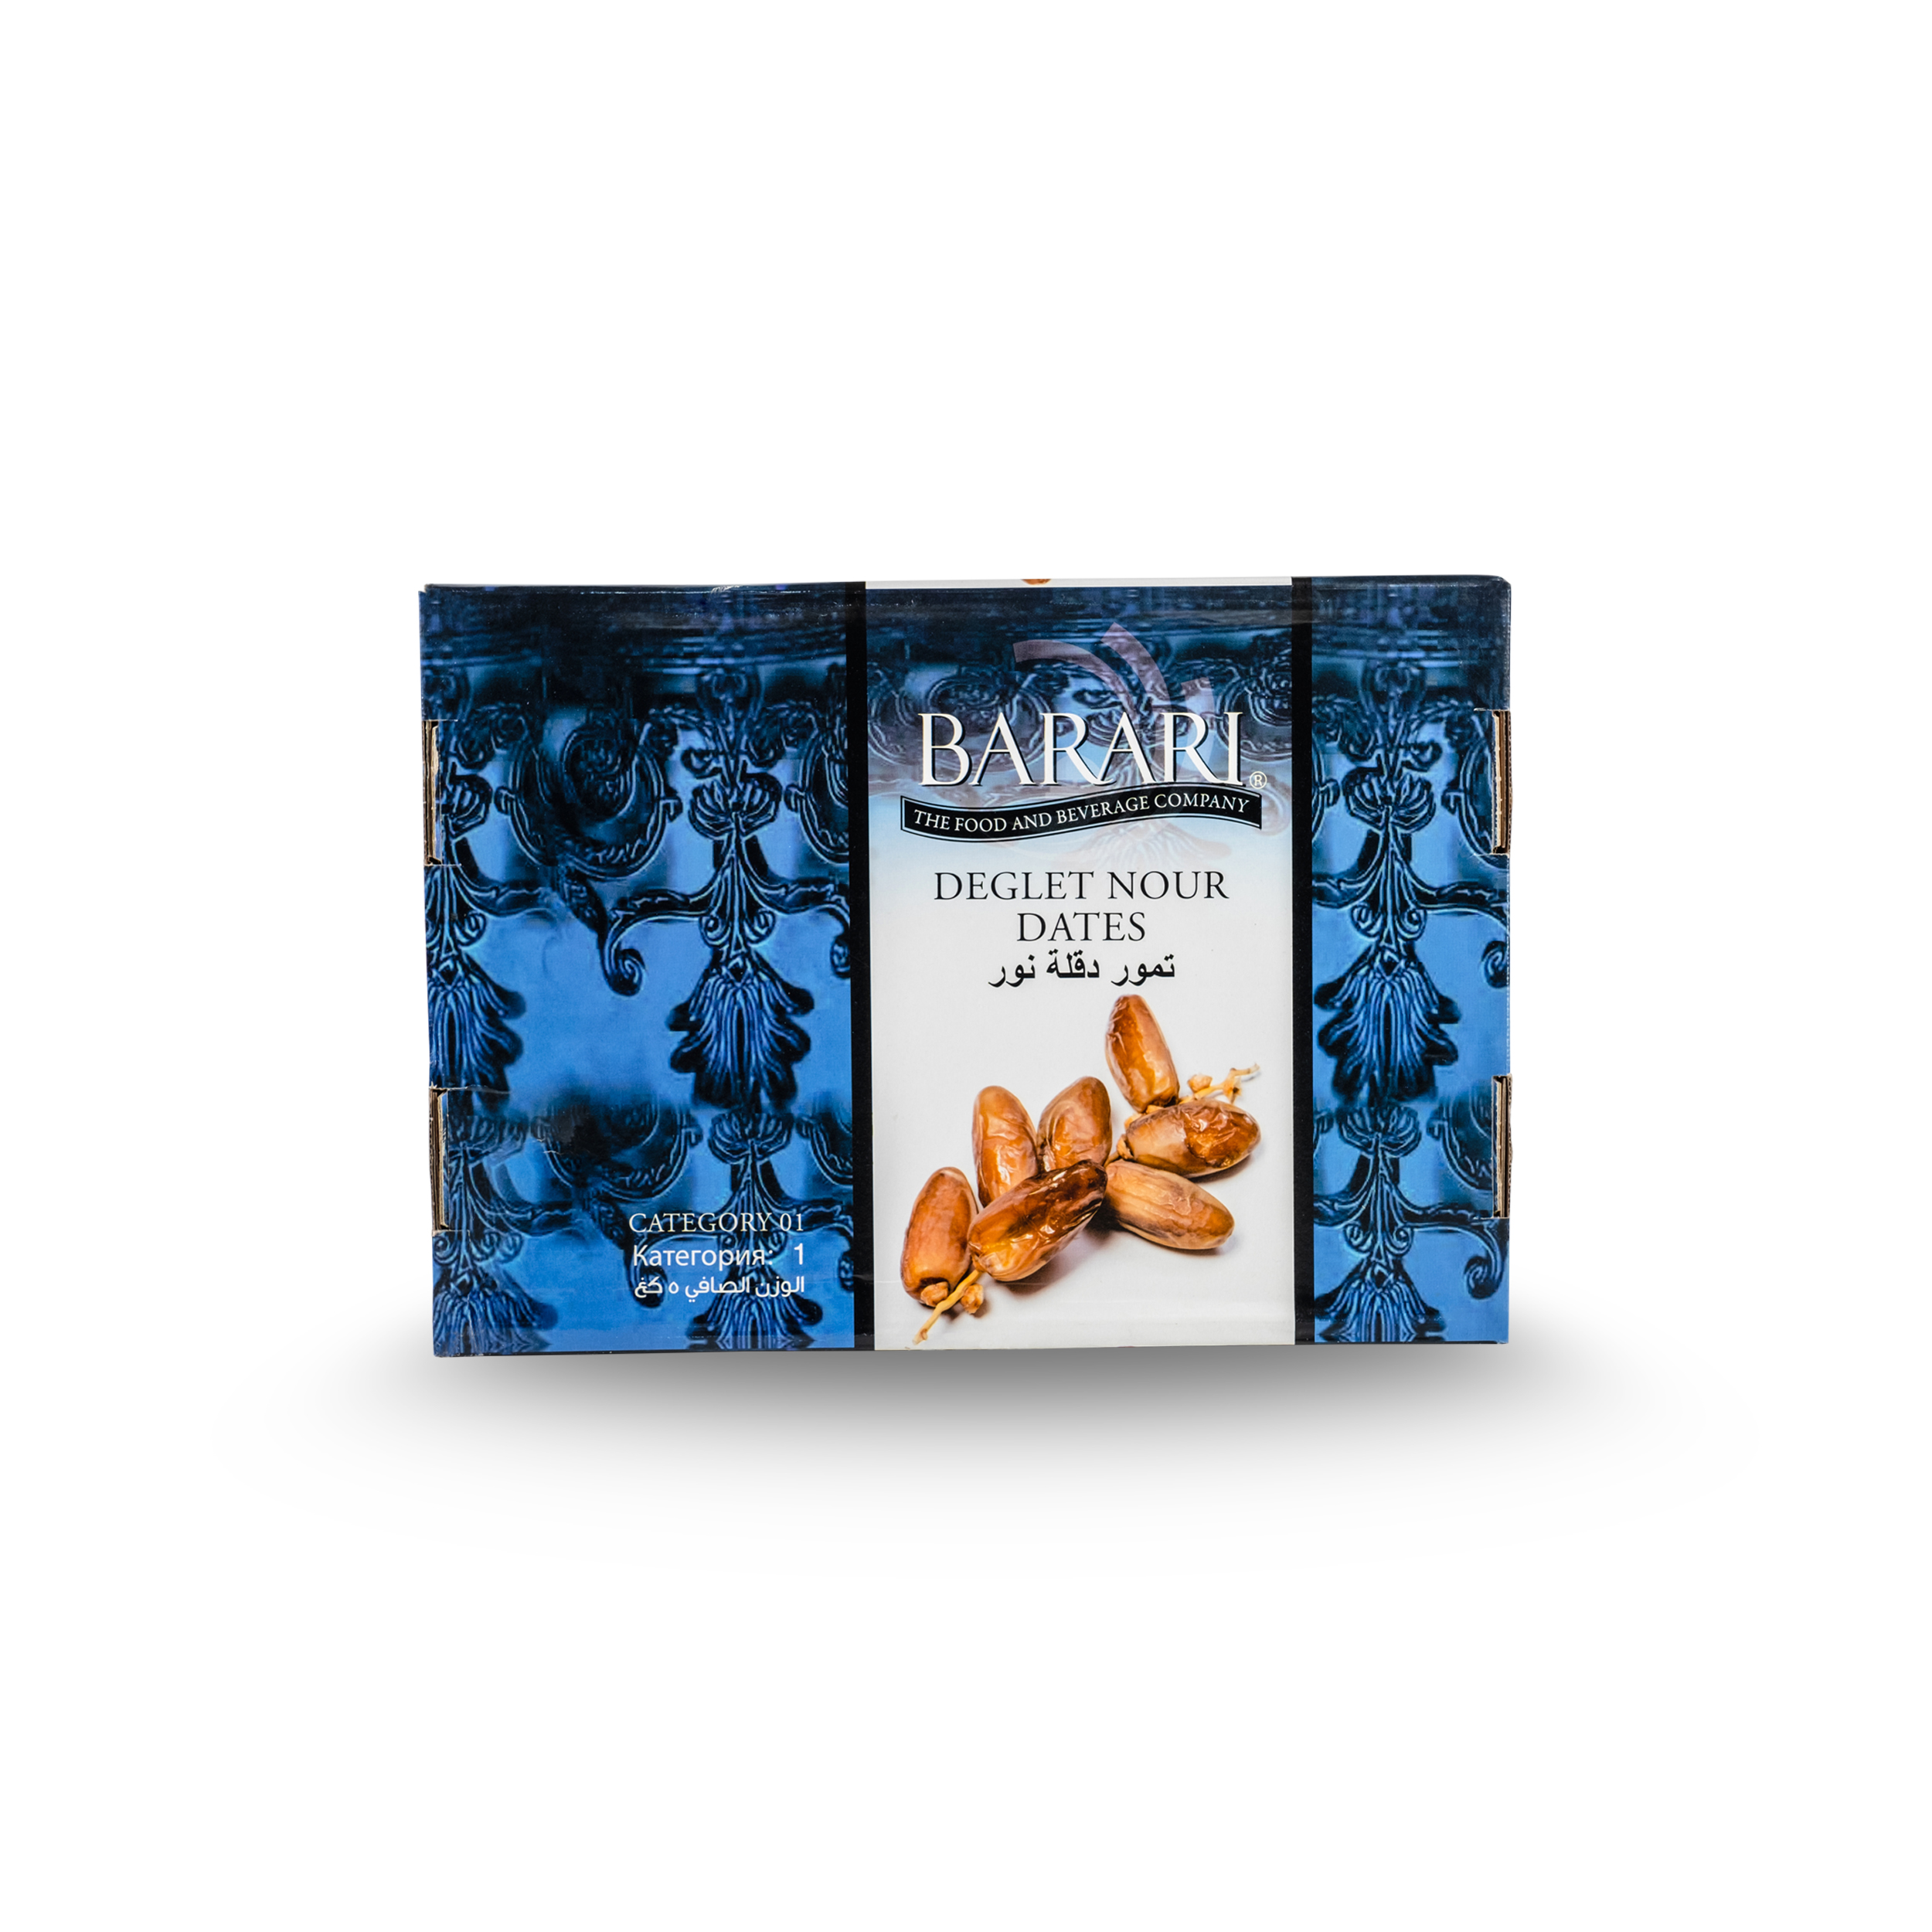 BARARI®
THE FOOD AND BEVERAGE COMPANY
DEGLET NOUR
DATES
تمور دقلة نور
CATEGORY 01
Категория: 1
الوزن الصافي ٥ كغ